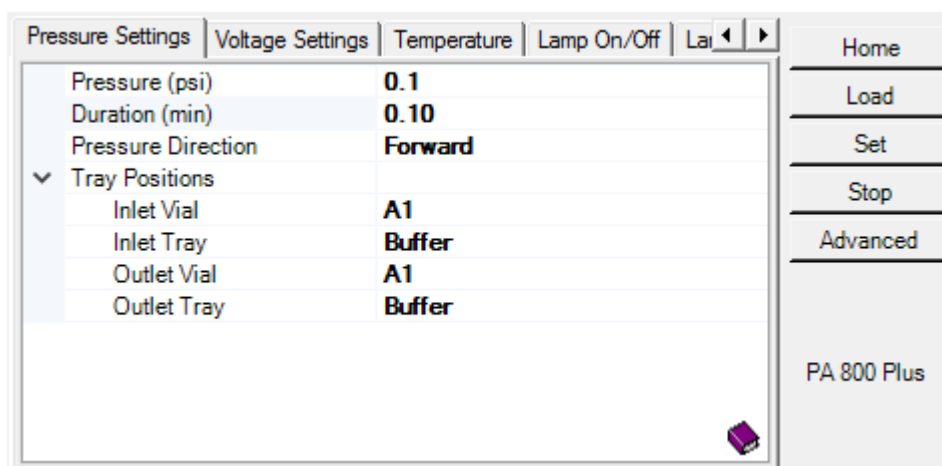 Pressure Settings Voltage Settings Temperature Lamp On/Off
Home
Load
Set
Stop
Advanced
Pressure (psi) 0.1
Duration (min) 0.10
Pressure Direction Forward
Tray Positions
Inlet Vial A1
Inlet Tray Buffer
Outlet Vial A1
Outlet Tray Buffer
PA 800 Plus